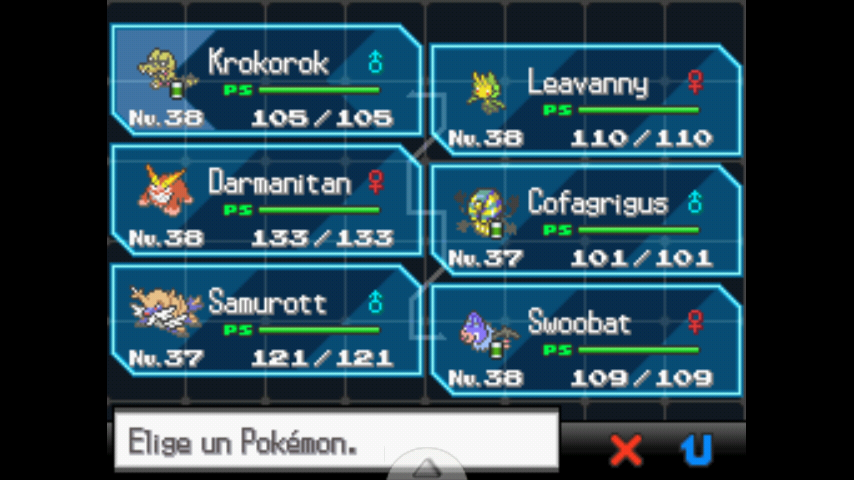 Krokorok ♂
PS
Nv.38 105/105
Leavanny ♀
PS
Nv.38 110/110
Darmanitan ♀
PS
Nv.38 133/133
Cofagrigus ♂
PS
Nv.37 101/101
Samurott ♂
PS
Nv.37 121/121
Swoobat ♀
PS
Nv.38 109/109
Elige un Pokémon.